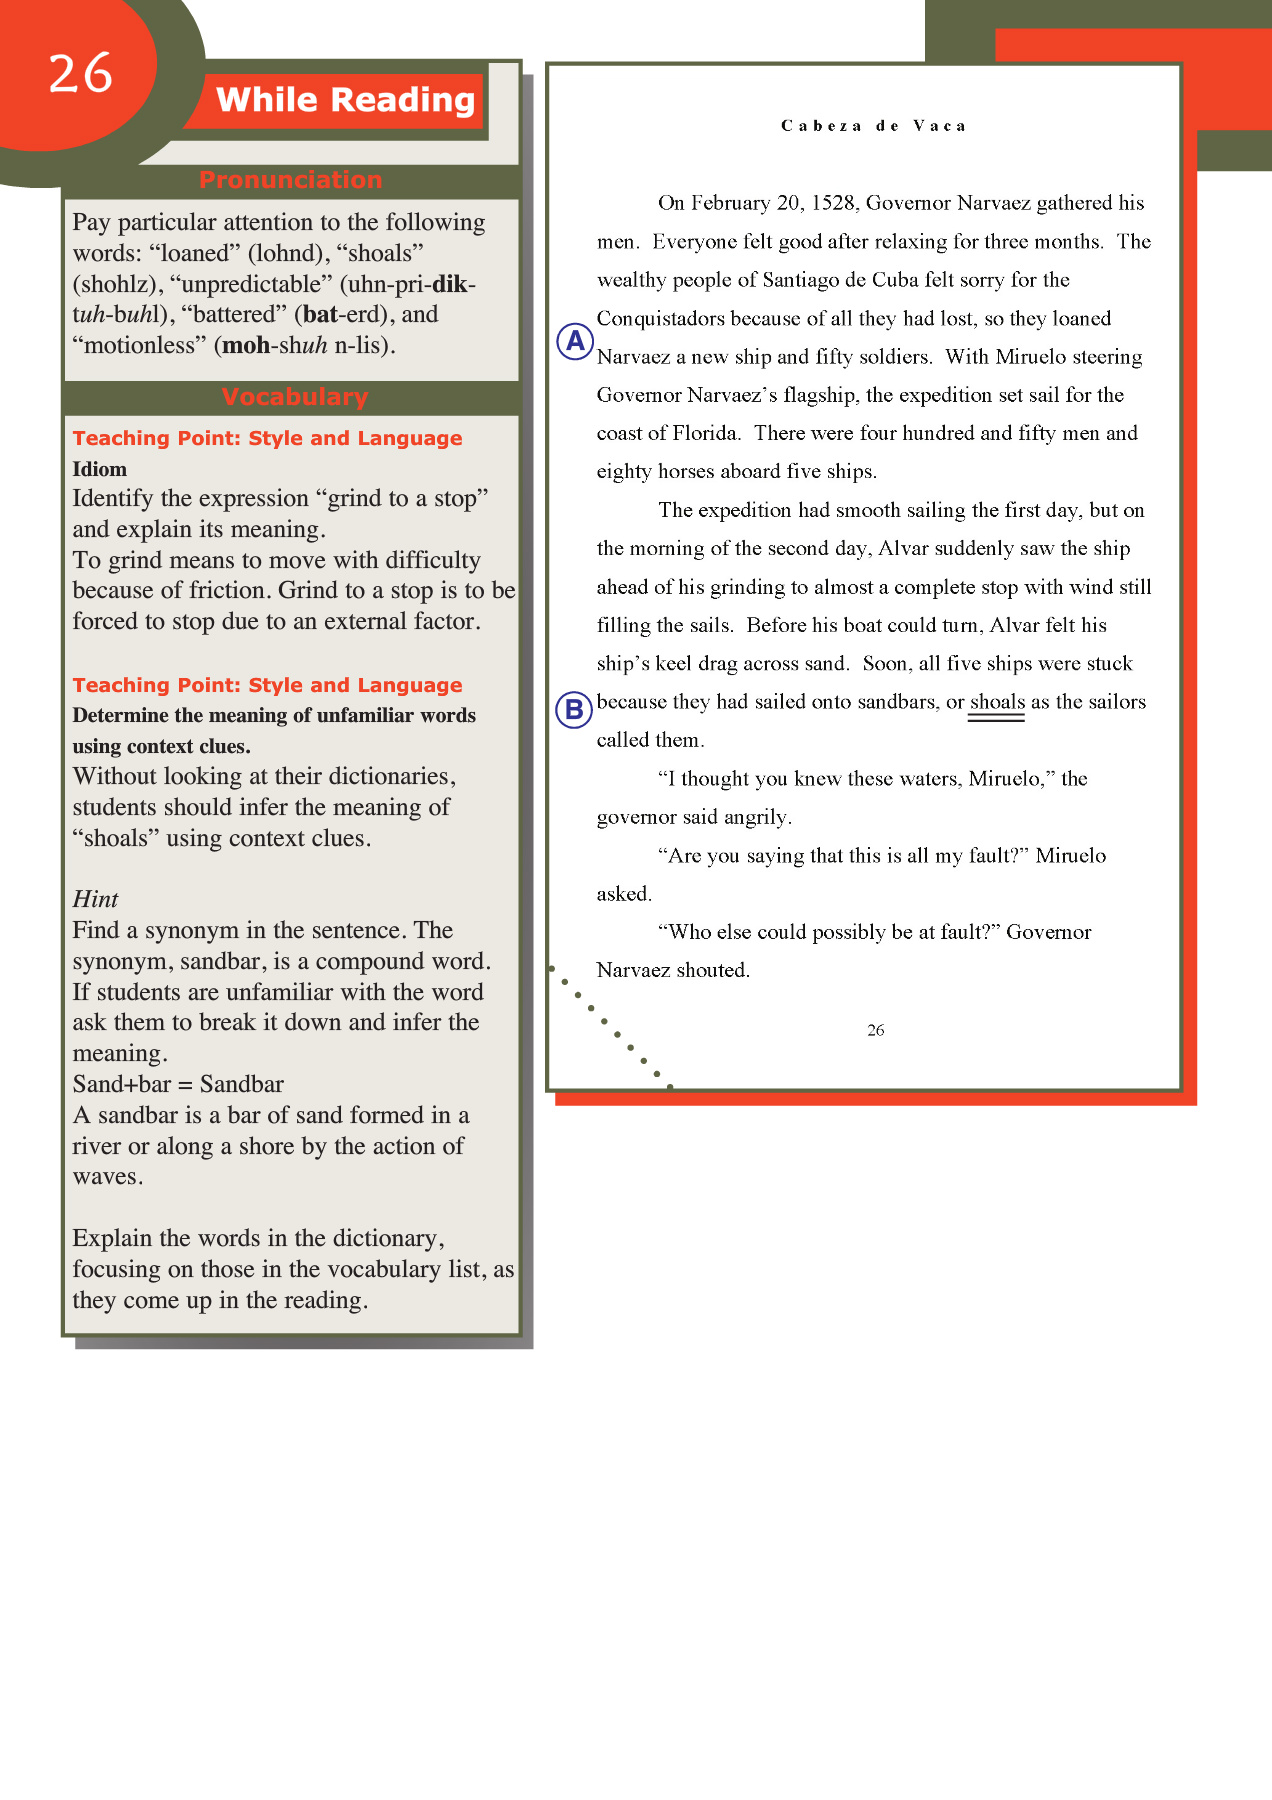 26
While Reading
Pronunciation
Pay particular attention to the following
words: “loaned” (lohnd), “shoals”
(shohlz), “unpredictable” (uhn-pri-dik-
tuh-buhl), “battered” (bat-erd), and
“motionless” (moh-shuh n-lis).
Vocabulary
Teaching Point: Style and Language
Idiom
Identify the expression “grind to a stop”
and explain its meaning.
To grind means to move with difficulty
because of friction. Grind to a stop is to be
forced to stop due to an external factor.
Teaching Point: Style and Language
Determine the meaning of unfamiliar words
using context clues.
Without looking at their dictionaries,
students should infer the meaning of
“shoals” using context clues.
Hint
Find a synonym in the sentence. The
synonym, sandbar, is a compound word.
If students are unfamiliar with the word
ask them to break it down and infer the
meaning.
Sand+bar = Sandbar
A sandbar is a bar of sand formed in a
river or along a shore by the action of
waves.
Explain the words in the dictionary,
focusing on those in the vocabulary list, as
they come up in the reading.
Cabeza de Vaca
On February 20, 1528, Governor Narvaez gathered his
men. Everyone felt good after relaxing for three months. The
wealthy people of Santiago de Cuba felt sorry for the
Conquistadors because of all they had lost, so they loaned
A
Narvaez a new ship and fifty soldiers. With Miruelo steering
Governor Narvaez’s flagship, the expedition set sail for the
coast of Florida. There were four hundred and fifty men and
eighty horses aboard five ships.
The expedition had smooth sailing the first day, but on
the morning of the second day, Alvar suddenly saw the ship
ahead of his grinding to almost a complete stop with wind still
filling the sails. Before his boat could turn, Alvar felt his
ship’s keel drag across sand. Soon, all five ships were stuck
B because they had sailed onto sandbars, or shoals as the sailors
called them.
“I thought you knew these waters, Miruelo,” the
governor said angrily.
“Are you saying that this is all my fault?” Miruelo
asked.
“Who else could possibly be at fault?” Governor
Narvaez shouted.
26